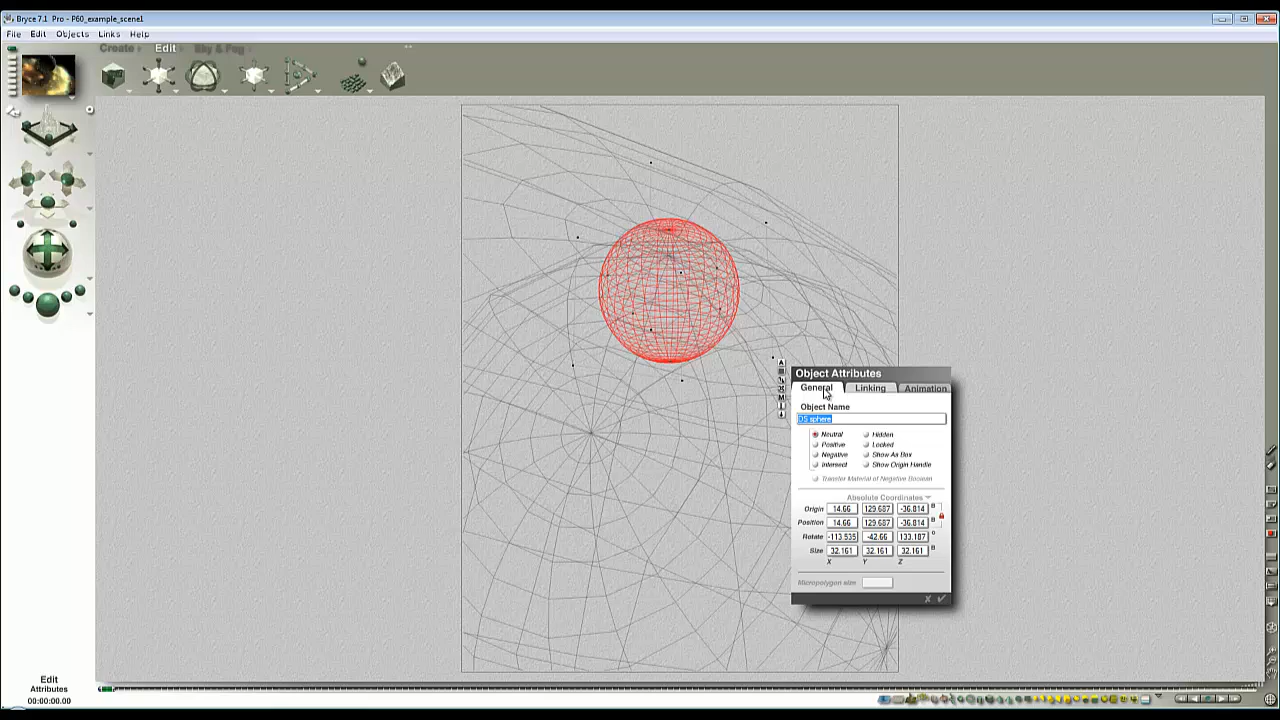 Bryce 7.1 Pro - P60_example_scene1
File Edit Objects Links Help
Create Edit Sky & Fog
A
M
Object Attributes
General Linking Animation
Object Name
DS sphere
Neutral Hidden
Positive Locked
Negative Show As Box
Intersect Show Origin Handle
Transfer Material of Negative Boolean
Absolute Coordinates
Origin 14.66 129.687 -36.814 B
Position 14.66 129.687 -36.814 B
Rotate -113.535 -42.66 133.187 °
Size 32.161 32.161 32.161 B
X Y Z
Micropolygon size
Edit
Attributes
00:00:00.00